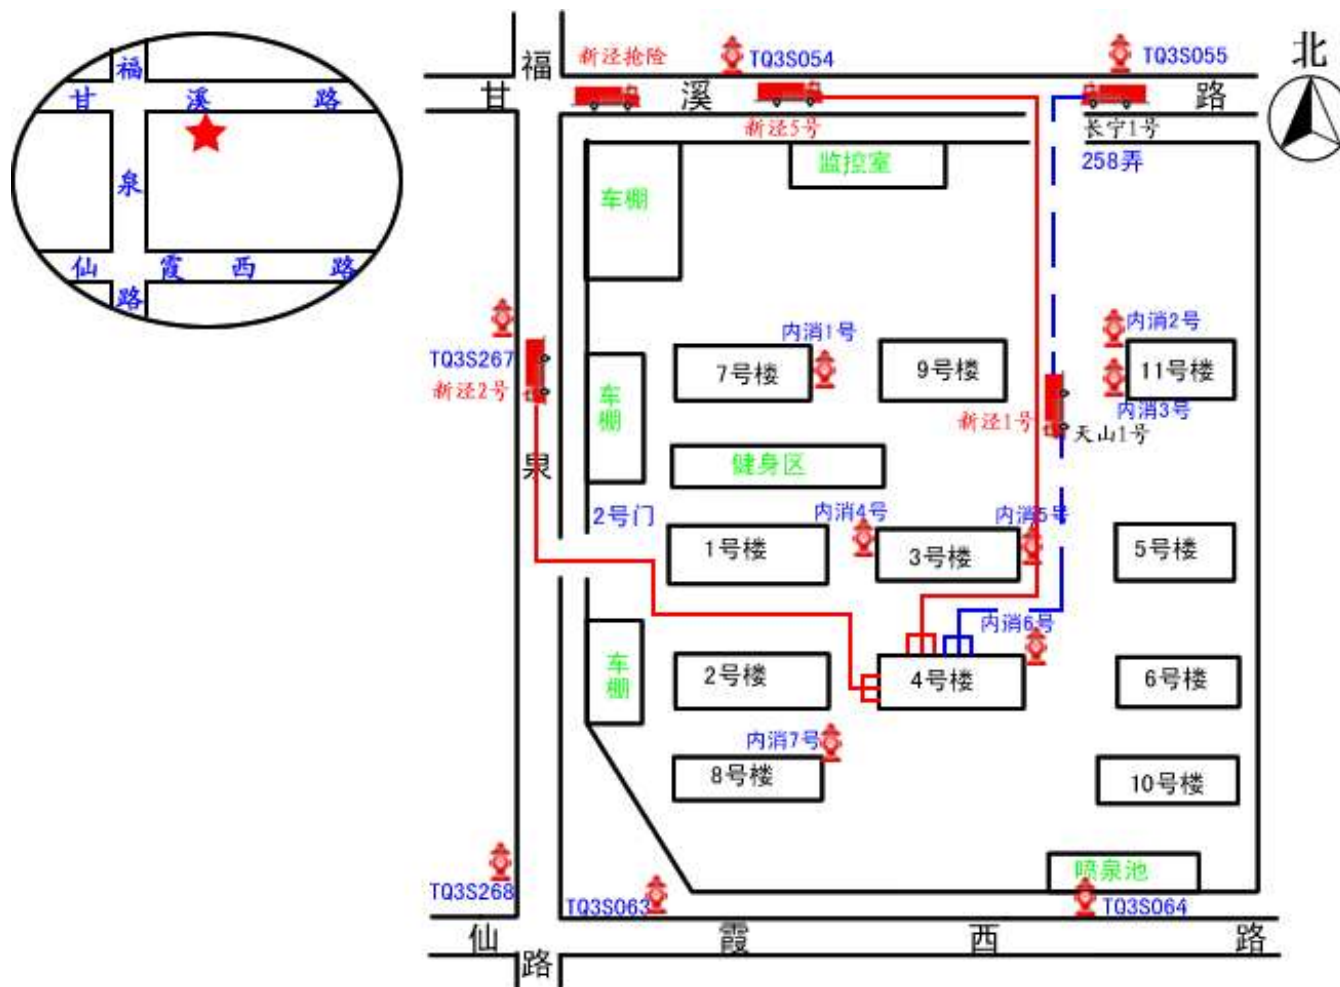 福
甘 溪 路
泉
仙 霞 西 路
路
福
新泾抢险
TQ3S054
TQ3S055
北
甘 溪 路
新泾5号
长宁1号
258弄
监控室
车棚
TQ3S267
新泾2号
内消1号
7号楼
9号楼
内消2号
11号楼
内消3号
新泾1号
天山1号
车棚
泉
健身区
2号门
内消4号
内消5号
1号楼
3号楼
5号楼
内消6号
车棚
2号楼
4号楼
6号楼
内消7号
8号楼
10号楼
喷泉池
TQ3S268
TQ3S063
TQ3S064
仙 霞 西 路
路